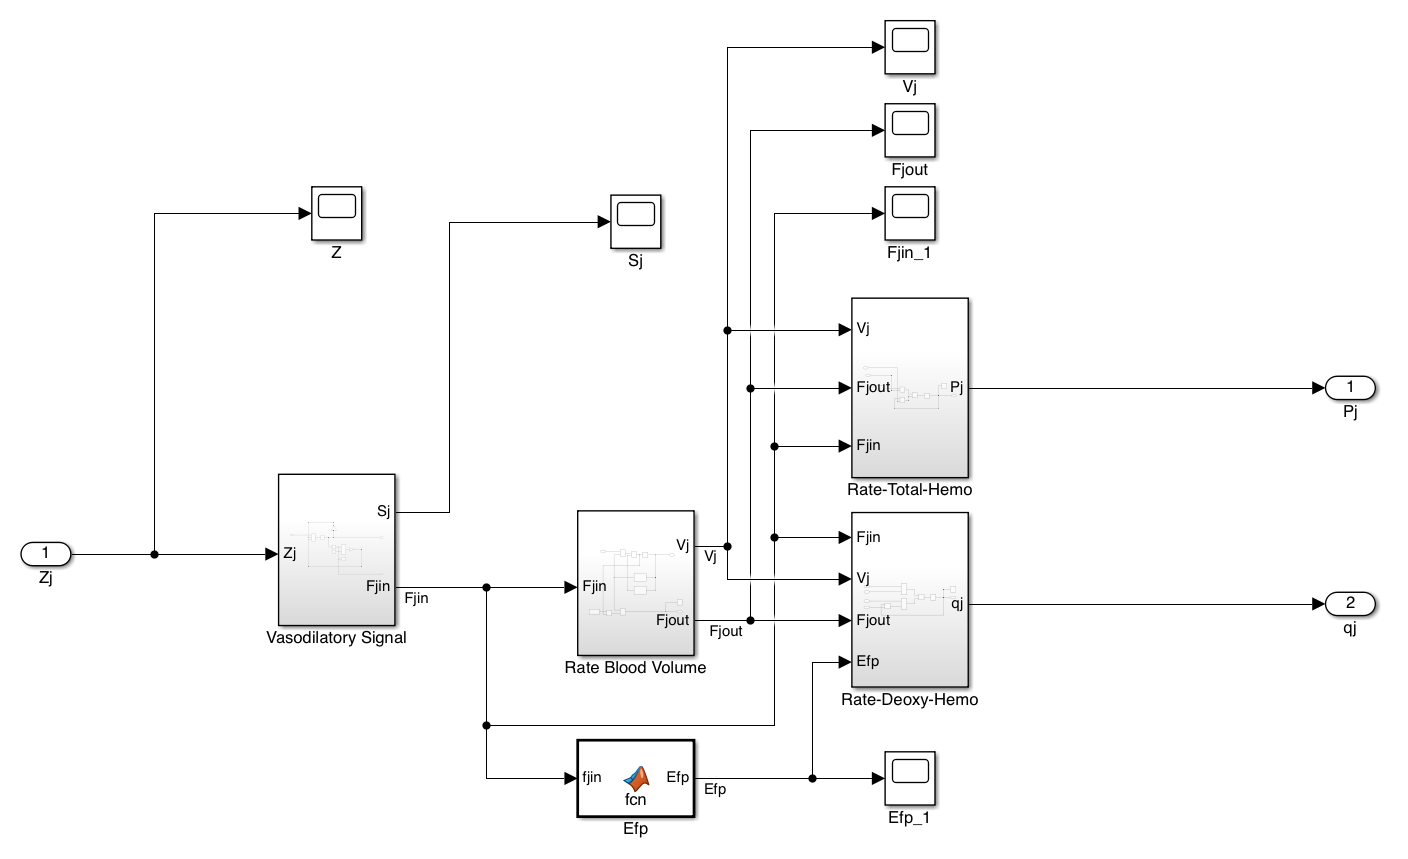 Vj
Fjout
Z
Sj
Fjin_1
Vj
Fjout
Pj
Fjin
Rate-Total-Hemo
1
Pj
1
Zj
Zj
Sj
Fjin
Fjin
Vasodilatory Signal
Fjin
Vj
Vj
Fjout
Fjout
Rate Blood Volume
Fjin
Vj
Fjout
Efp
qj
Rate-Deoxy-Hemo
2
qj
fjin
Efp
fcn
Efp
Efp
Efp_1